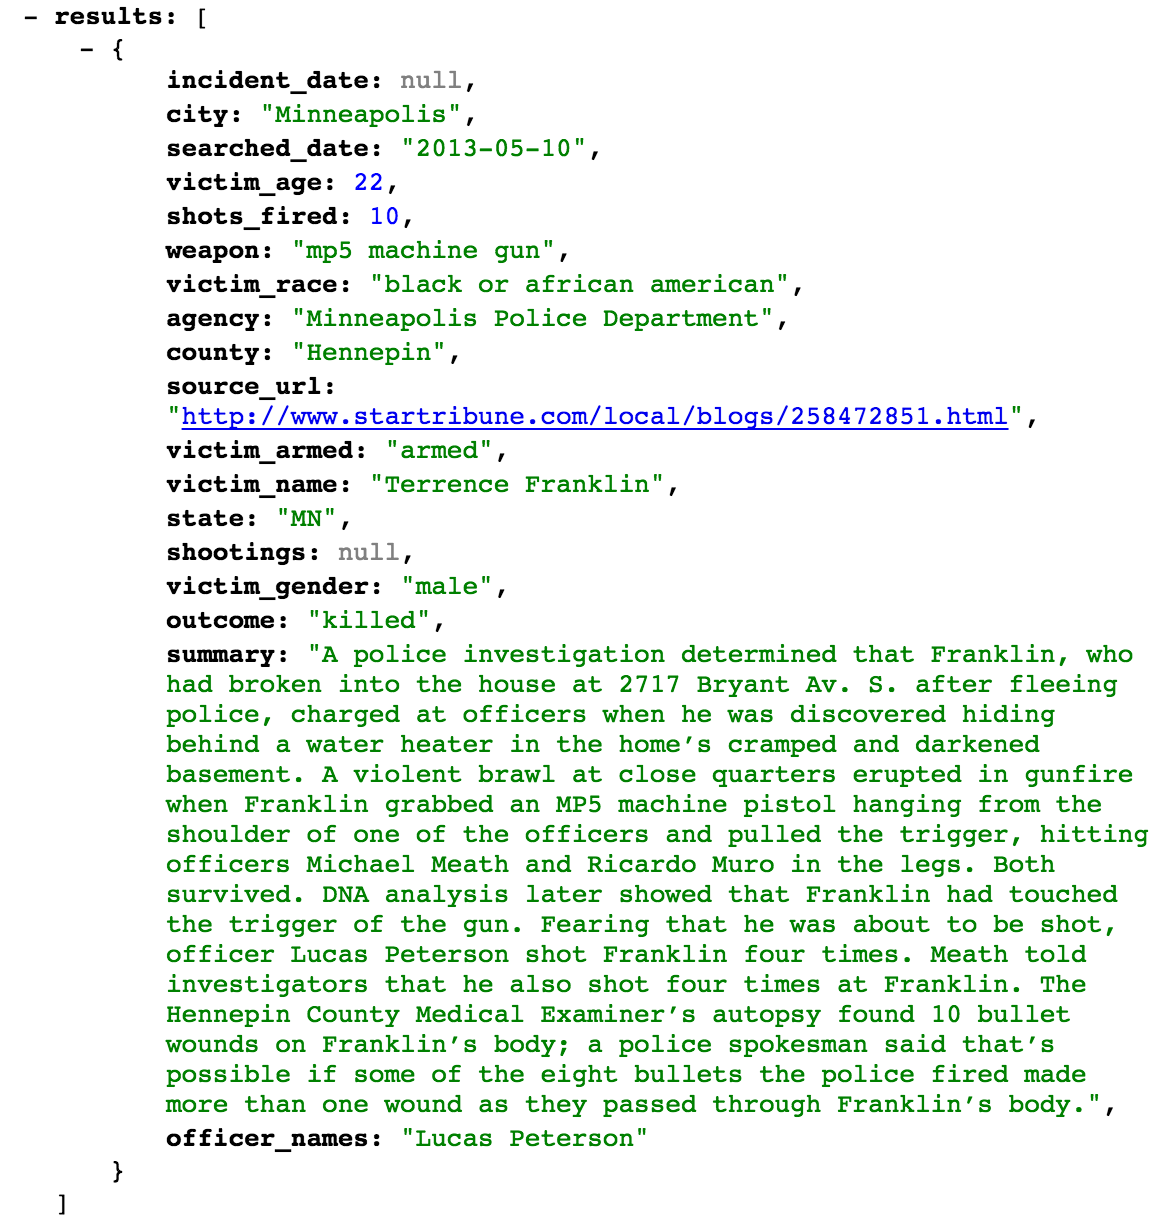 - results: [
- {
incident_date: null,
city: "Minneapolis",
searched_date: "2013-05-10",
victim_age: 22,
shots_fired: 10,
weapon: "mp5 machine gun",
victim_race: "black or african american",
agency: "Minneapolis Police Department",
county: "Hennepin",
source_url:
"http://www.startribune.com/local/blogs/258472851.html",
victim_armed: "armed",
victim_name: "Terrence Franklin",
state: "MN",
shootings: null,
victim_gender: "male",
outcome: "killed",
summary: "A police investigation determined that Franklin, who
had broken into the house at 2717 Bryant Av. S. after fleeing
police, charged at officers when he was discovered hiding
behind a water heater in the home’s cramped and darkened
basement. A violent brawl at close quarters erupted in gunfire
when Franklin grabbed an MP5 machine pistol hanging from the
shoulder of one of the officers and pulled the trigger, hitting
officers Michael Meath and Ricardo Muro in the legs. Both
survived. DNA analysis later showed that Franklin had touched
the trigger of the gun. Fearing that he was about to be shot,
officer Lucas Peterson shot Franklin four times. Meath told
investigators that he also shot four times at Franklin. The
Hennepin County Medical Examiner’s autopsy found 10 bullet
wounds on Franklin’s body; a police spokesman said that’s
possible if some of the eight bullets the police fired made
more than one wound as they passed through Franklin’s body.",
officer_names: "Lucas Peterson"
}
]